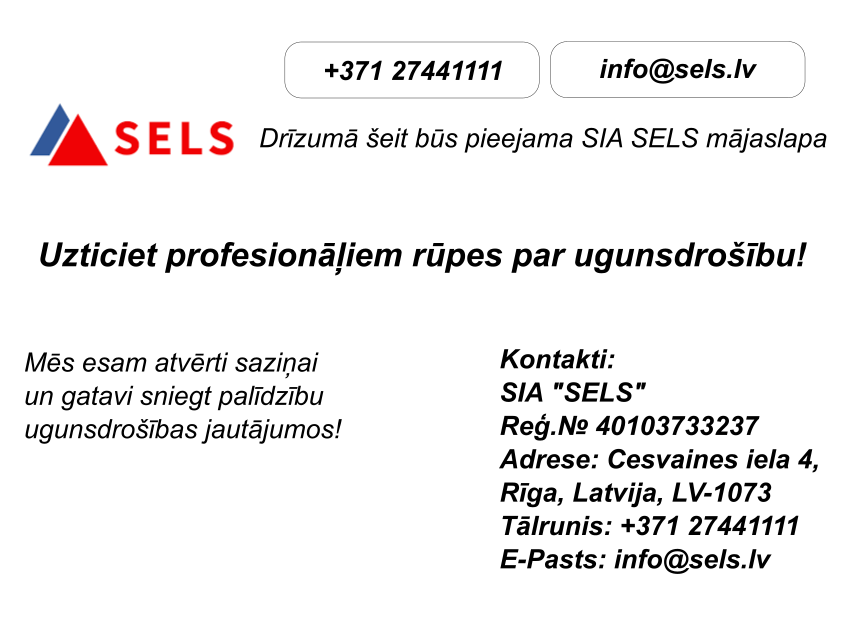 +371 27441111
info@sels.lv
SELS
Drīzumā šeit būs pieejama SIA SELS mājaslapa
Uzticiet profesionāļiem rūpes par ugunsdrošību!
Mēs esam atvērti saziņai
un gatavi sniegt palīdzību
ugunsdrošības jautājumos!
Kontakti:
SIA "SELS"
Reģ.№ 40103733237
Adrese: Cesvaines iela 4,
Rīga, Latvija, LV-1073
Tālrunis: +371 27441111
E-Pasts: info@sels.lv